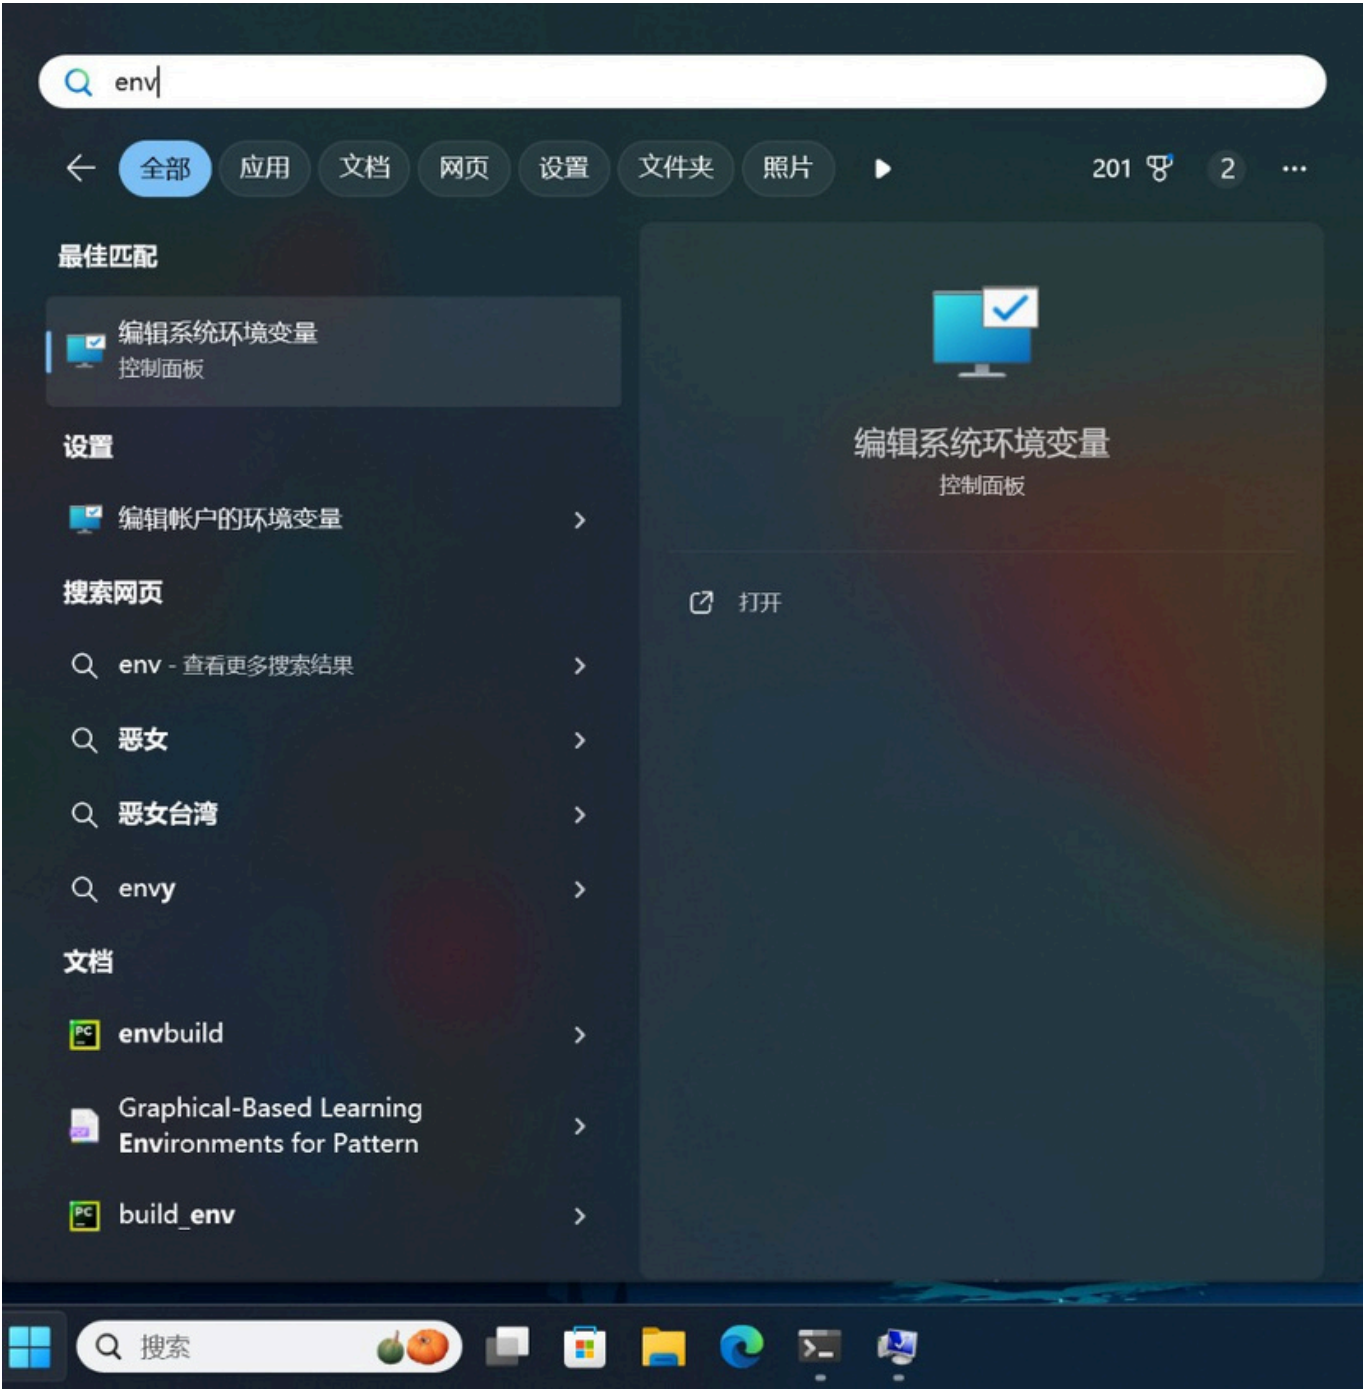 env
全部 应用 文档 网页 设置 文件夹 照片 201 2
最佳匹配
编辑系统环境变量
控制面板
设置
编辑帐户的环境变量
搜索网页
env - 查看更多搜索结果
恶女
恶女台湾
envy
文档
envbuild
Graphical-Based Learning
Environments for Pattern
build_env
编辑系统环境变量
控制面板
打开
搜索